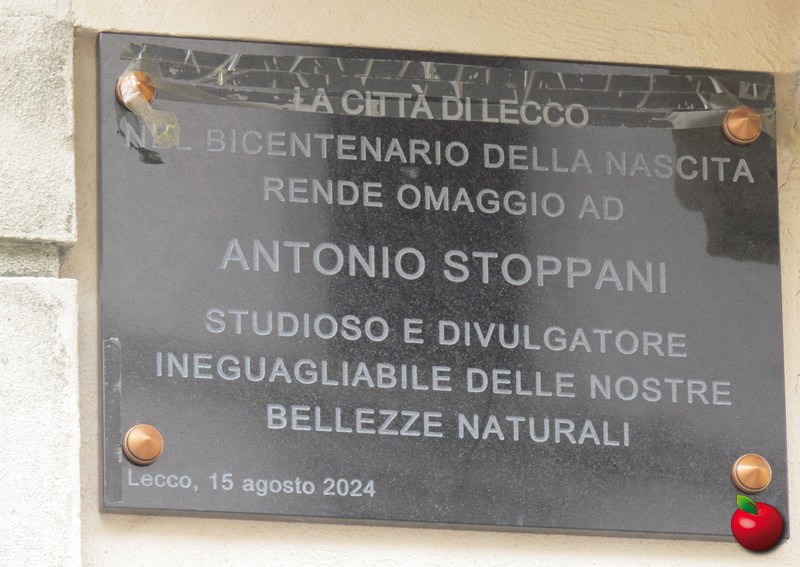 LA CITTÀ DI LECCO
NEL BICENTENARIO DELLA NASCITA
RENDE OMAGGIO AD
ANTONIO STOPPANI
STUDIOSO E DIVULGATORE
INEGUAGLIABILE DELLE NOSTRE
BELLEZZE NATURALI
Lecco, 15 agosto 2024